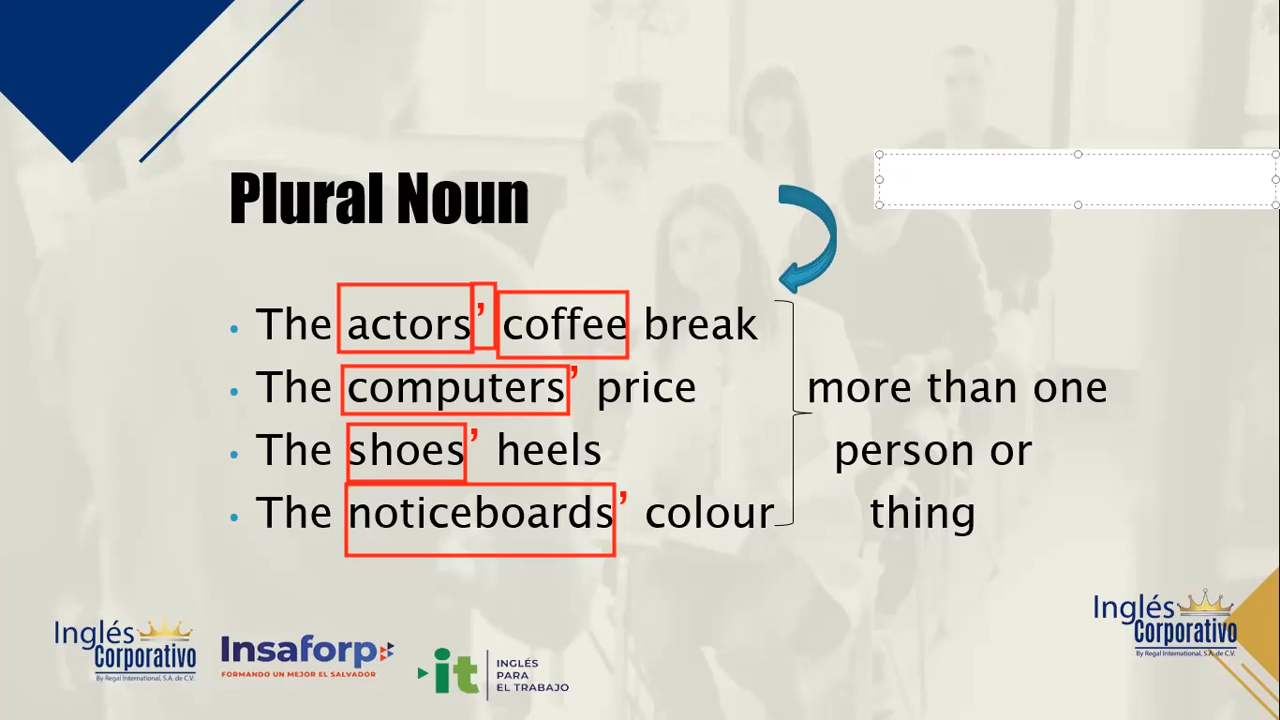 Plural Noun
• The actors’ coffee break
• The computers’ price
• The shoes’ heels
• The noticeboards’ colour
more than one
person or
thing
Inglés
Corporativo
By Regal International, S.A. de C.V.
Insaforp
FORMANDO UN MEJOR EL SALVADOR
it
INGLÉS
PARA
EL TRABAJO
Inglés
Corporativo
By Regal International, S.A. de C.V.